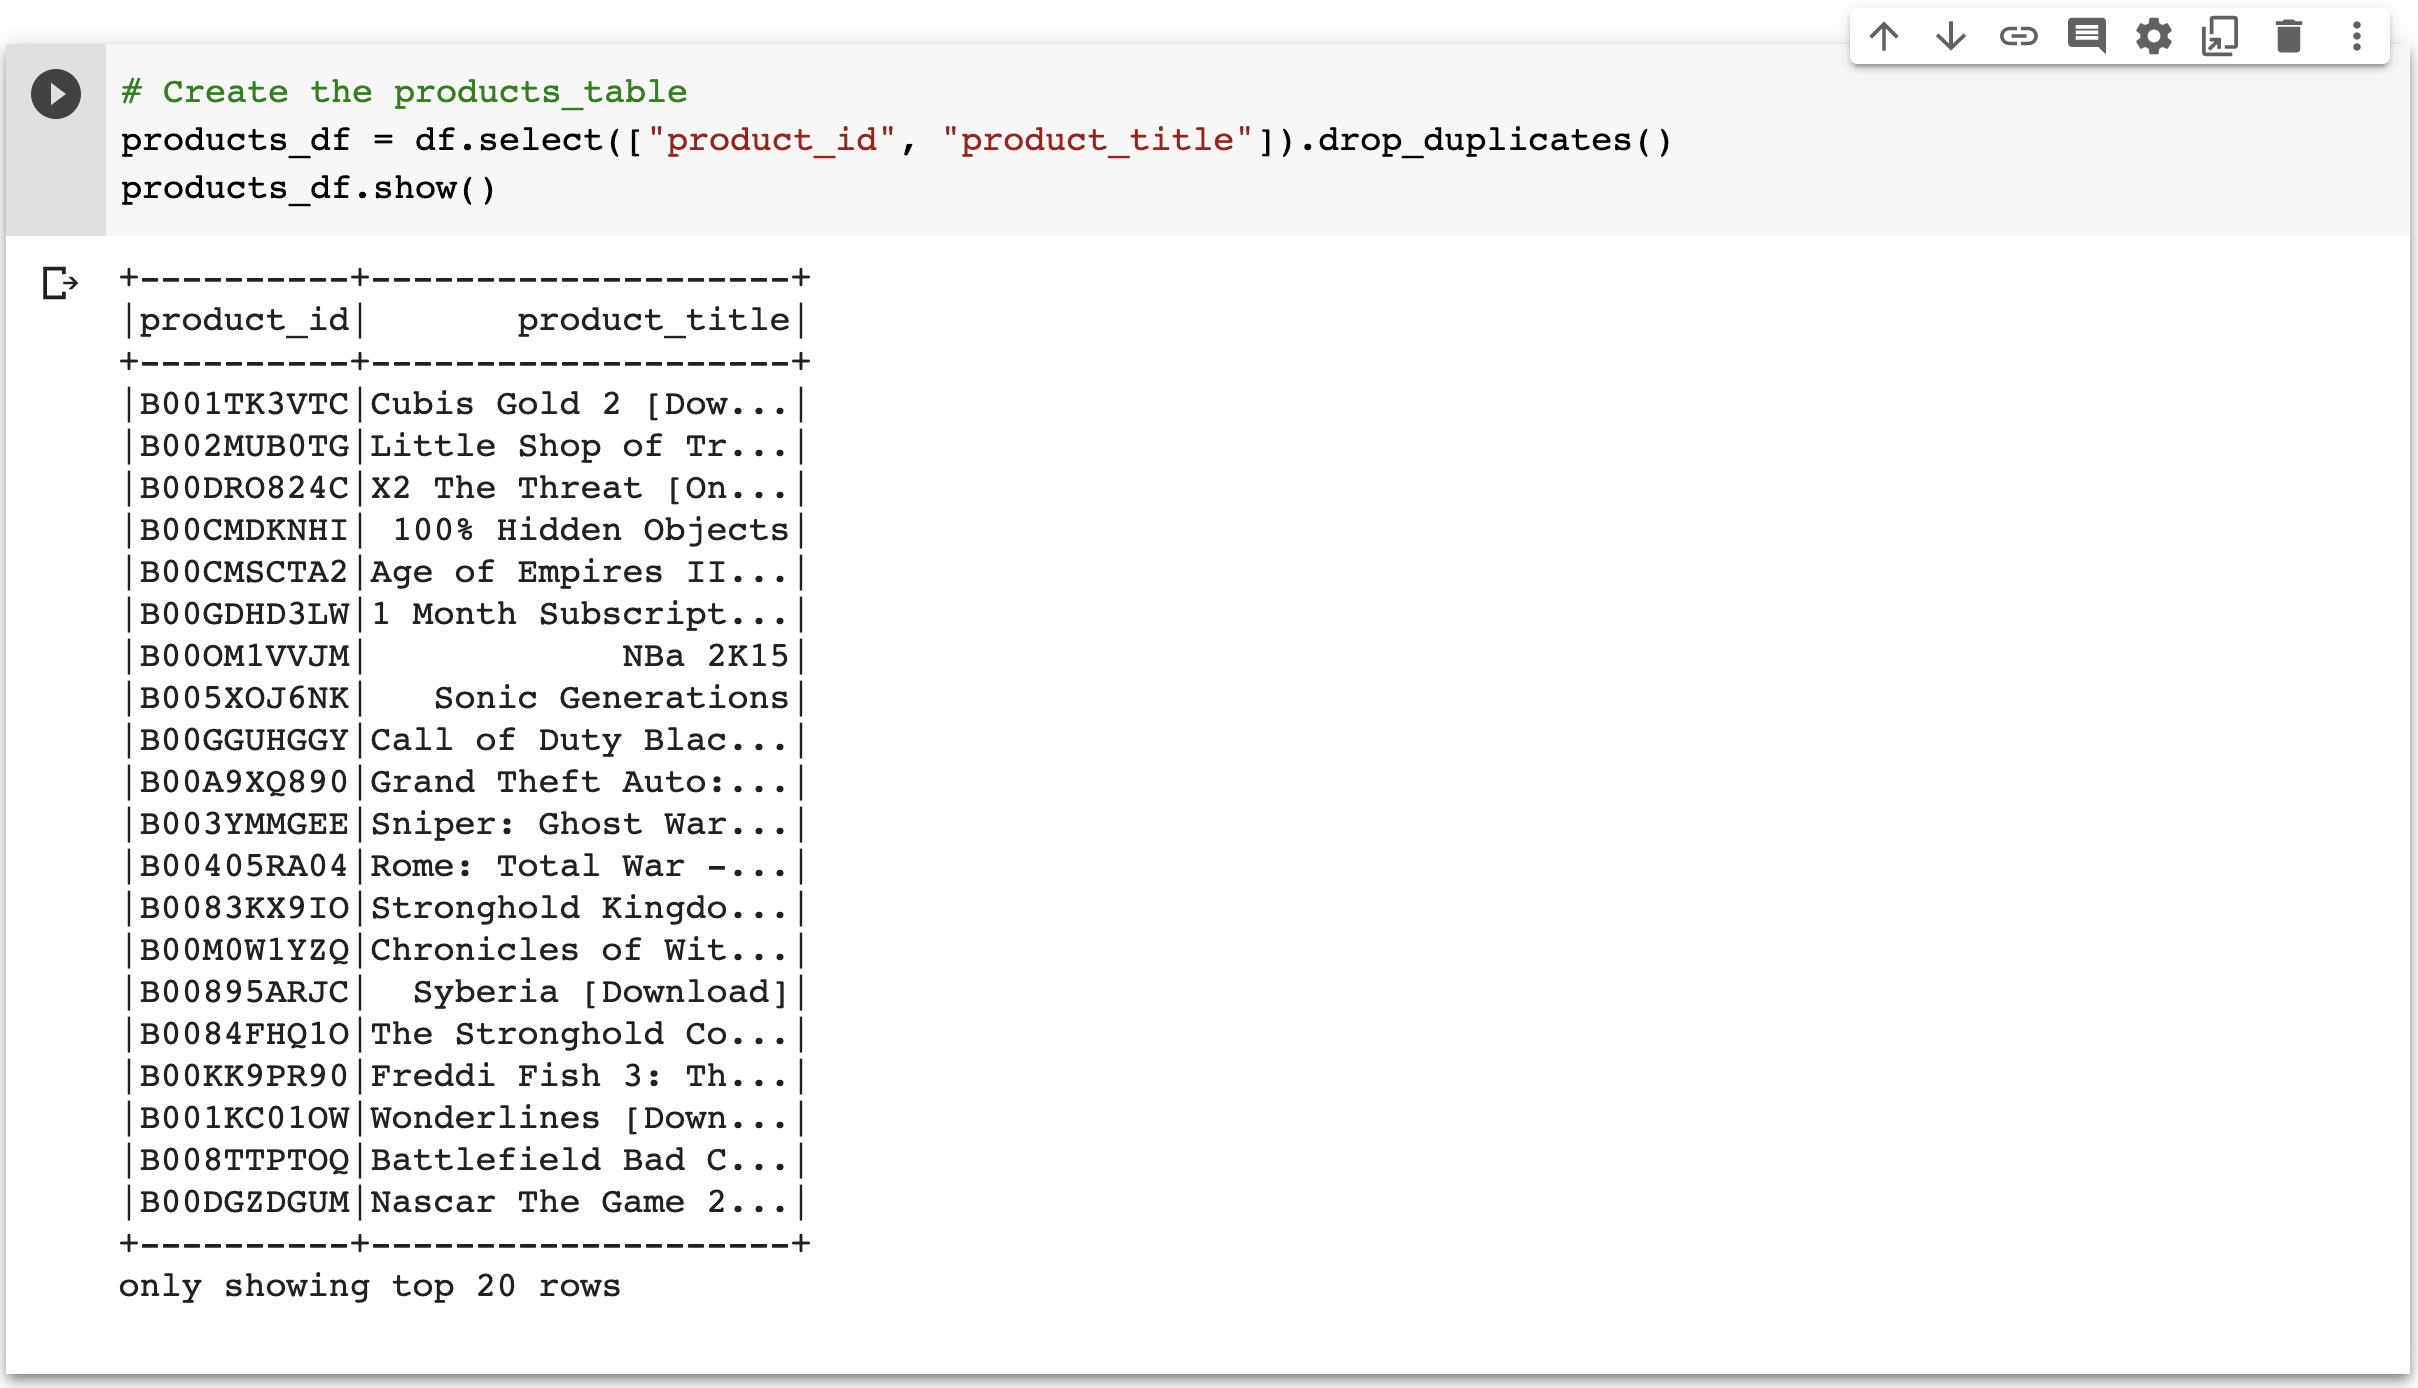 # Create the products_table
products_df = df.select(["product_id", "product_title"]).drop_duplicates()
products_df.show()
+----------+--------------------+
|product_id|       product_title|
+----------+--------------------+
|B001TK3VTC|Cubis Gold 2 [Dow...|
|B002MUB0TG|Little Shop of Tr...|
|B00DRO824C|X2 The Threat [On...|
|B00CMDKNHI| 100% Hidden Objects|
|B00CMSCTA2|Age of Empires II...|
|B00GDHD3LW|1 Month Subscript...|
|B00OM1VVJM|            NBa 2K15|
|B005XOJ6NK|   Sonic Generations|
|B00GGUHGGY|Call of Duty Blac...|
|B00A9XQ890|Grand Theft Auto:...|
|B003YMMGEE|Sniper: Ghost War...|
|B00405RA04|Rome: Total War -...|
|B0083KX9IO|Stronghold Kingdo...|
|B00M0W1YZQ|Chronicles of Wit...|
|B00895ARJC|  Syberia [Download]|
|B0084FHQ1O|The Stronghold Co...|
|B00KK9PR90|Freddi Fish 3: Th...|
|B001KC01OW|Wonderlines [Down...|
|B008TTPTOQ|Battlefield Bad C...|
|B00DGZDGUM|Nascar The Game 2...|
+----------+--------------------+
only showing top 20 rows